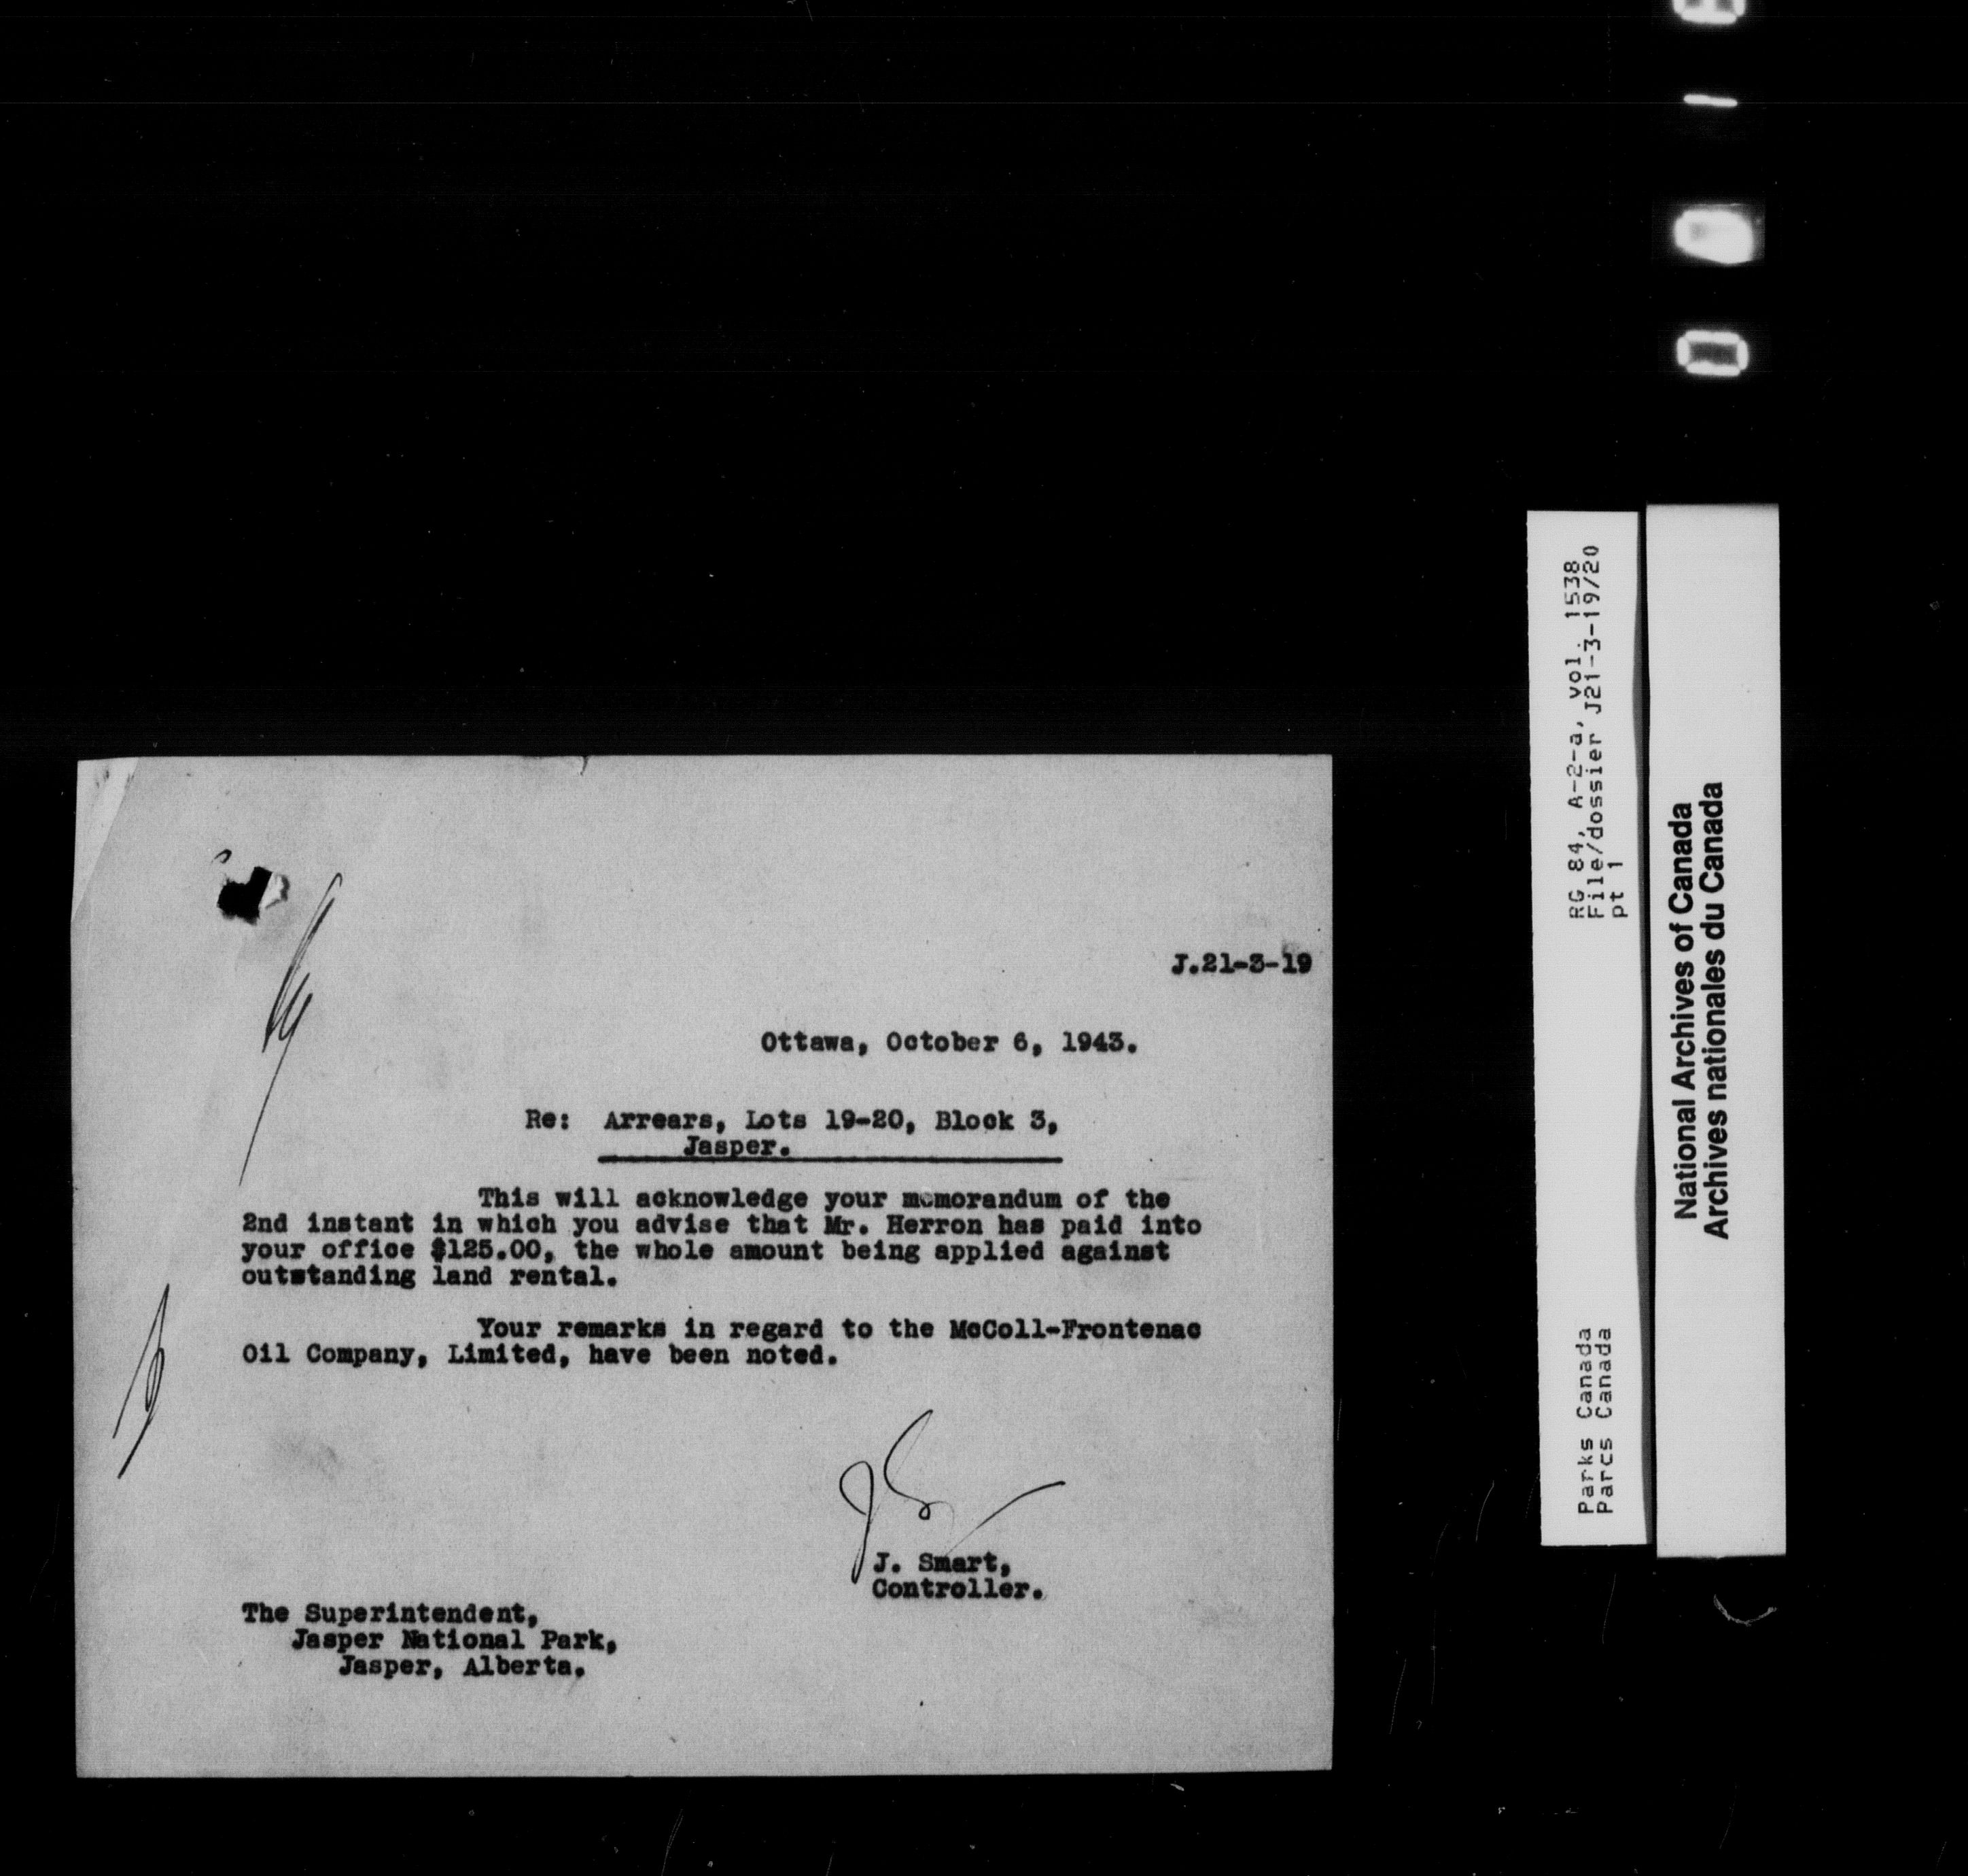 J.21-3-19
Ottawa, October 6, 1943.
Re: Arrears, Lots 19-20, Block 3,
Jasper.
This will acknowledge your memorandum of the
2nd instant in which you advise that Mr. Herron has paid into
your office $125.00, the whole amount being applied against
outstanding land rental.
Your remarks in regard to the McColl-Frontenac
Oil Company, Limited, have been noted.
J. Smart,
Controller.
The Superintendent,
Jasper National Park,
Jasper, Alberta.
RG 84, A-2-a, vol. 1538
File/dossier J21-3-19/20
pt 1
Parks Canada
Parcs Canada
National Archives of Canada
Archives nationales du Canada